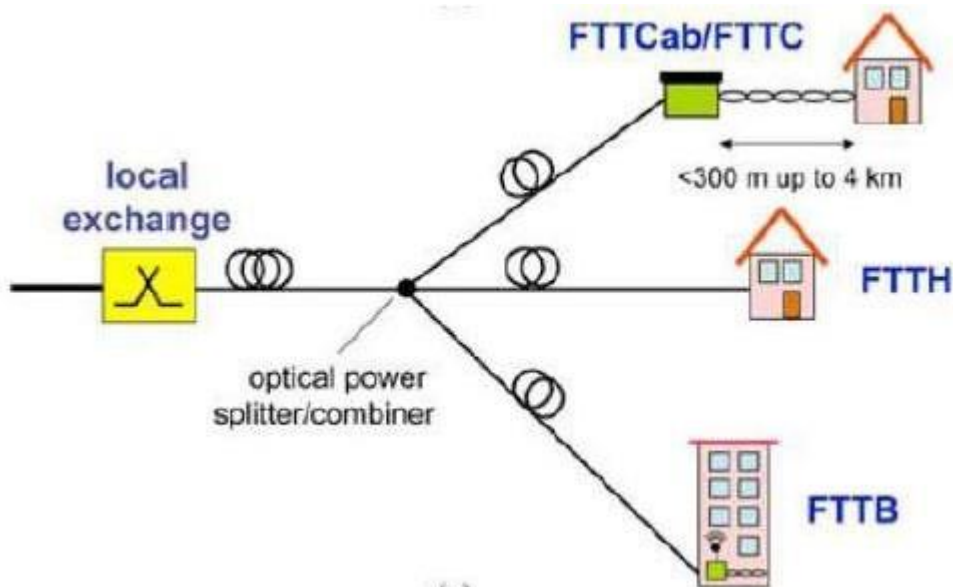 FTTCab/FTTC
<300 m up to 4 km
local
exchange
FTTH
optical power
splitter/combiner
FTTB